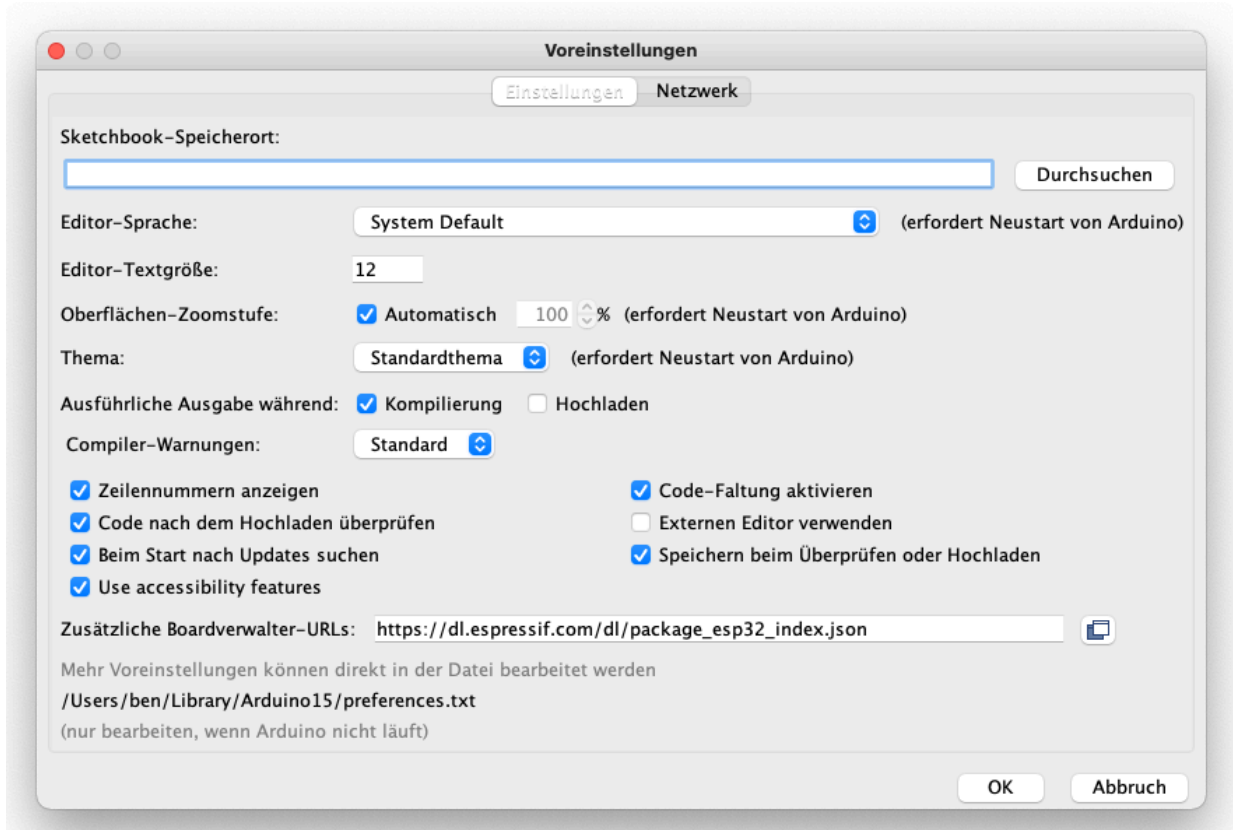 Voreinstellungen
Einstellungen Netzwerk
Sketchbook-Speicherort:
Durchsuchen
Editor-Sprache: System Default (erfordert Neustart von Arduino)
Editor-Textgröße: 12
Oberflächen-Zoomstufe: Automatisch 100 % (erfordert Neustart von Arduino)
Thema: Standardthema (erfordert Neustart von Arduino)
Ausführliche Ausgabe während: Kompilierung Hochladen
Compiler-Warnungen: Standard
Zeilennummern anzeigen Code-Faltung aktivieren
Code nach dem Hochladen überprüfen Externen Editor verwenden
Beim Start nach Updates suchen Speichern beim Überprüfen oder Hochladen
Use accessibility features
Zusätzliche Boardverwalter-URLs: https://dl.espressif.com/dl/package_esp32_index.json
Mehr Voreinstellungen können direkt in der Datei bearbeitet werden
/Users/ben/Library/Arduino15/preferences.txt
(nur bearbeiten, wenn Arduino nicht läuft)
OK Abbruch